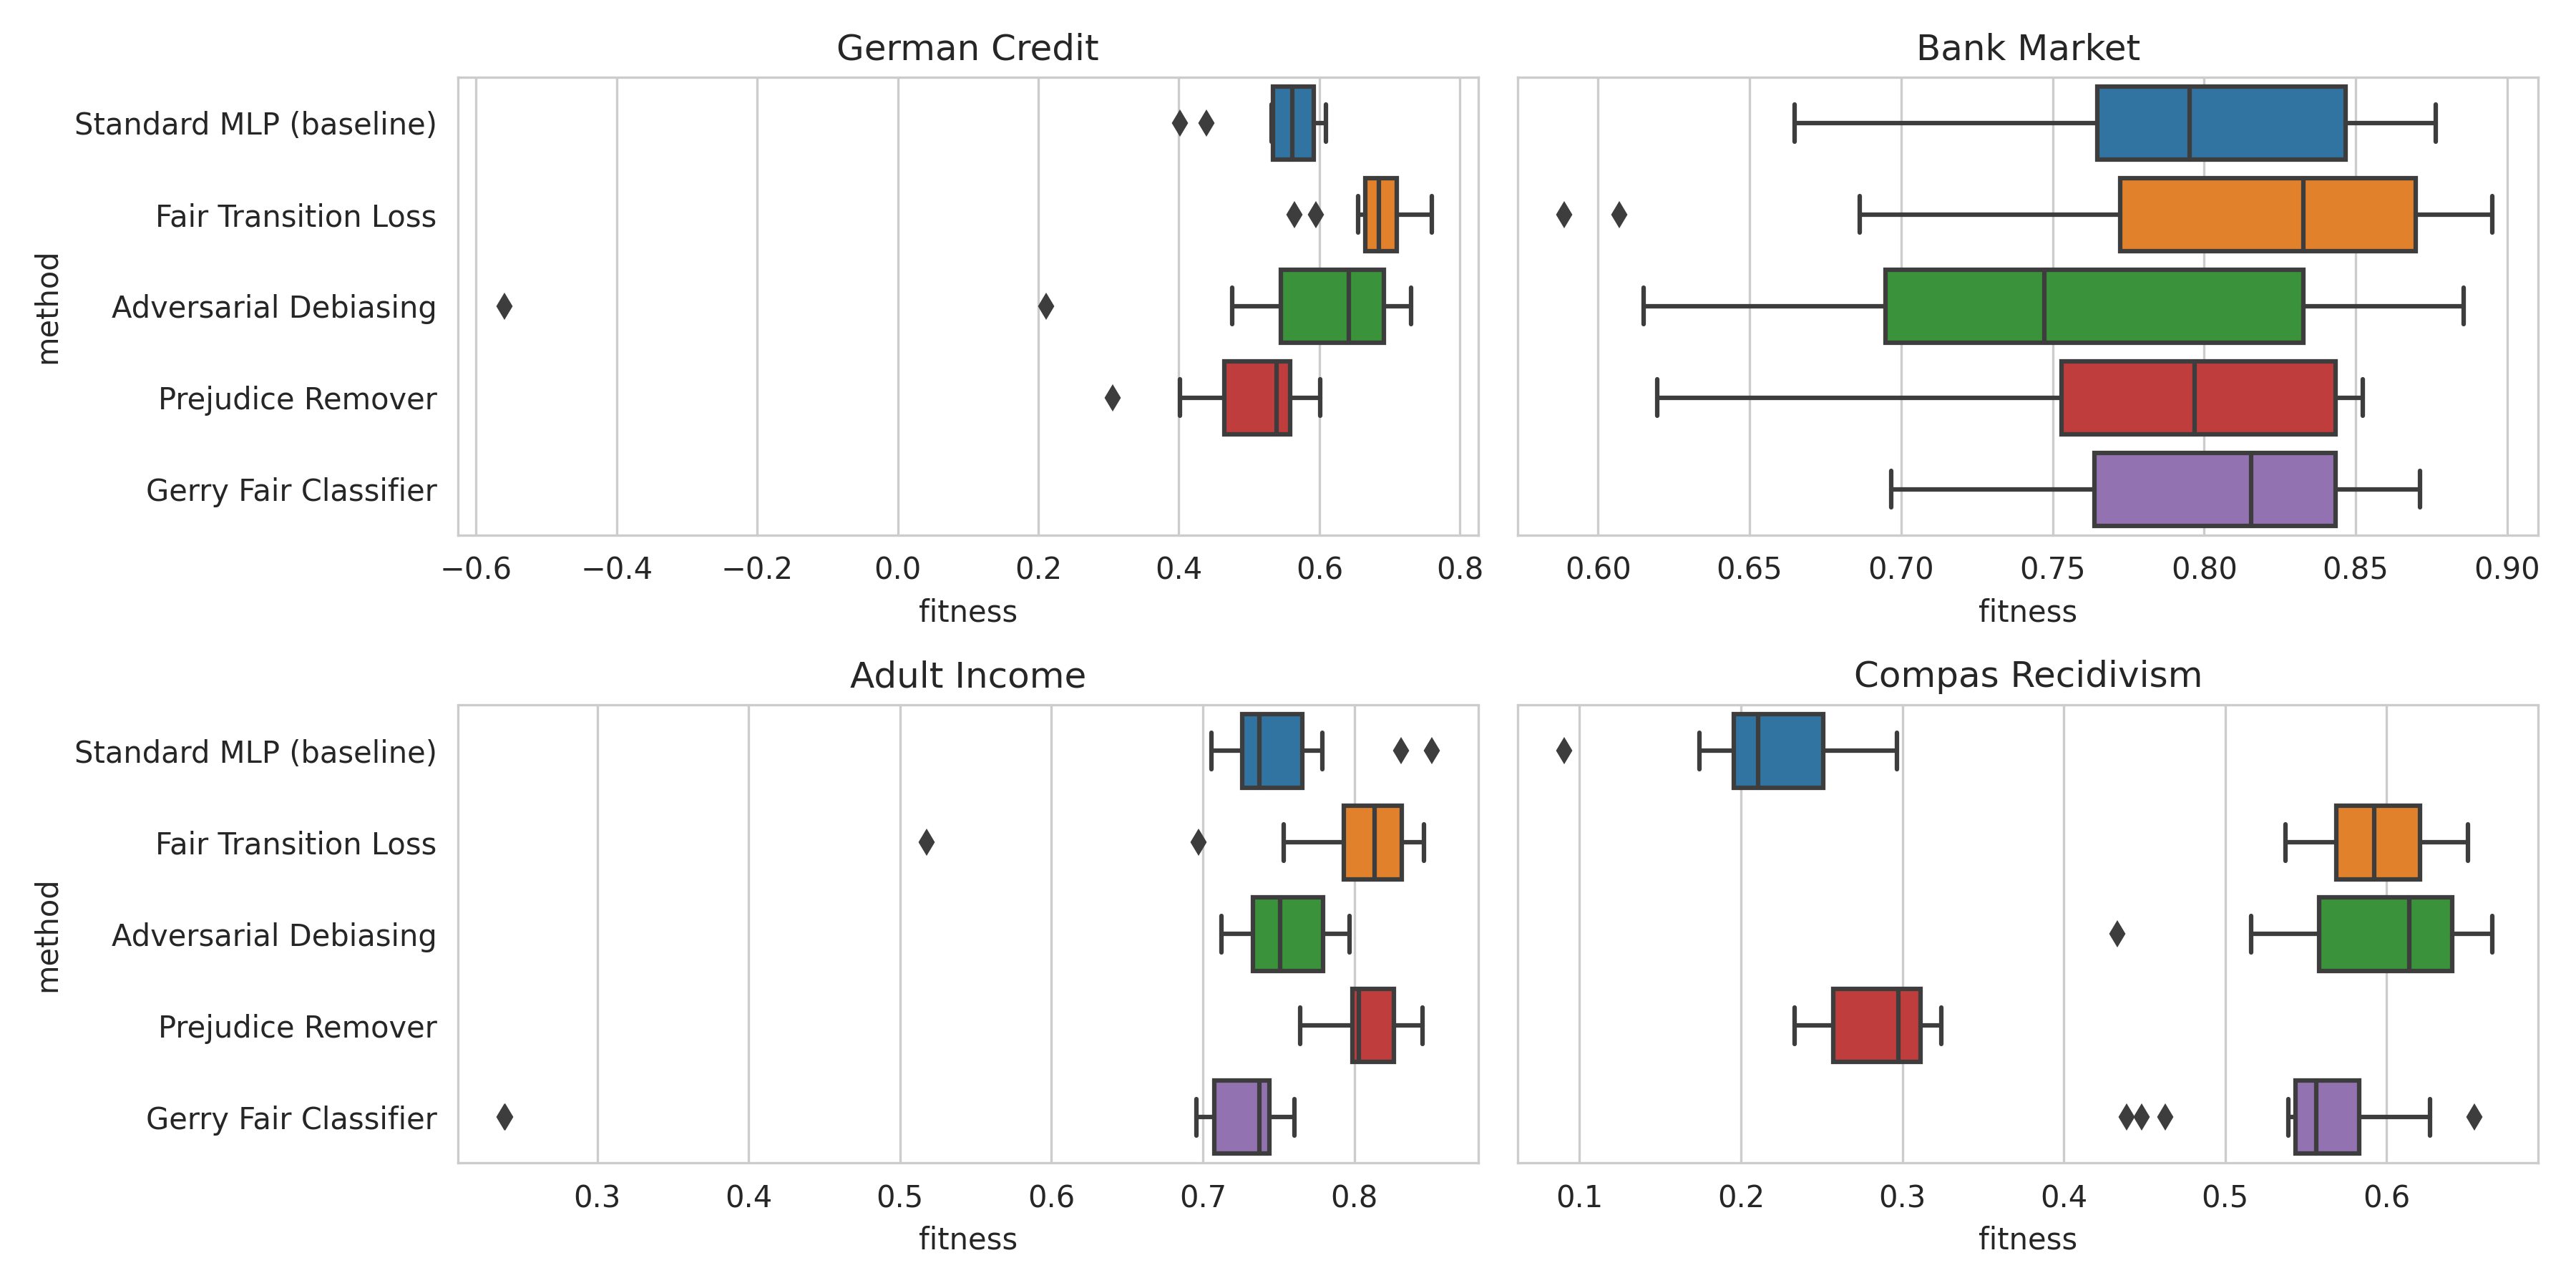 German Credit
Standard MLP (baseline)
Fair Transition Loss
Adversarial Debiasing
Prejudice Remover
Gerry Fair Classifier
method
−0.6 −0.4 −0.2 0.0 0.2 0.4 0.6 0.8
fitness
Bank Market
0.60 0.65 0.70 0.75 0.80 0.85 0.90
fitness
Adult Income
Standard MLP (baseline)
Fair Transition Loss
Adversarial Debiasing
Prejudice Remover
Gerry Fair Classifier
method
0.3 0.4 0.5 0.6 0.7 0.8
fitness
Compas Recidivism
0.1 0.2 0.3 0.4 0.5 0.6
fitness